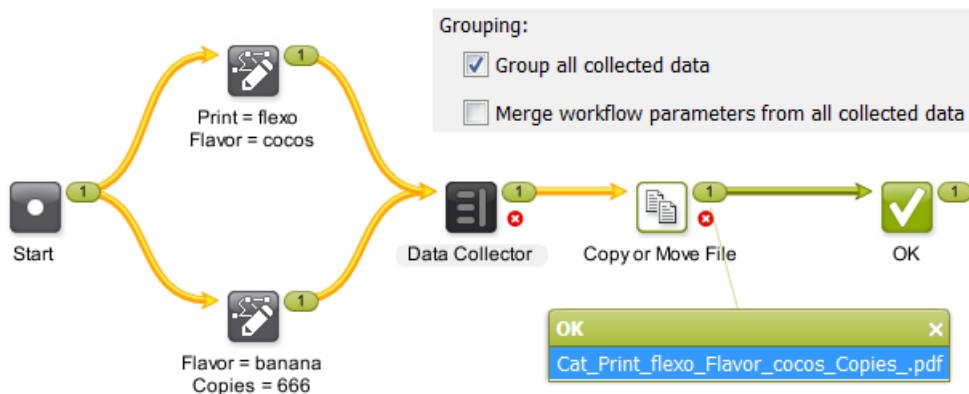 Grouping:
Group all collected data
Merge workflow parameters from all collected data
1
Print = flexo
Flavor = cocos
1
Start
1
Data Collector
1
Copy or Move File
1
OK
1
Flavor = banana
Copies = 666
OK
Cat_Print_flexo_Flavor_cocos_Copies_.pdf